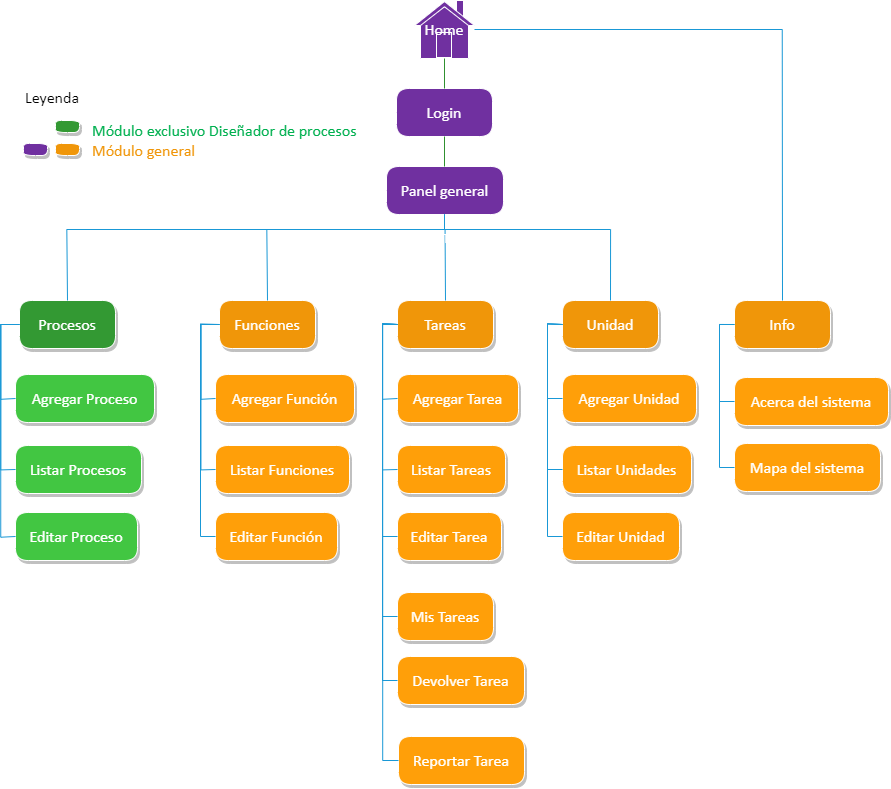 Home
Leyenda
Login
Módulo exclusivo Diseñador de procesos
Módulo general
Panel general
Procesos
Funciones
Tareas
Unidad
Info
Agregar Proceso
Agregar Función
Agregar Tarea
Agregar Unidad
Acerca del sistema
Listar Procesos
Listar Funciones
Listar Tareas
Listar Unidades
Mapa del sistema
Editar Proceso
Editar Función
Editar Tarea
Editar Unidad
Mis Tareas
Devolver Tarea
Reportar Tarea